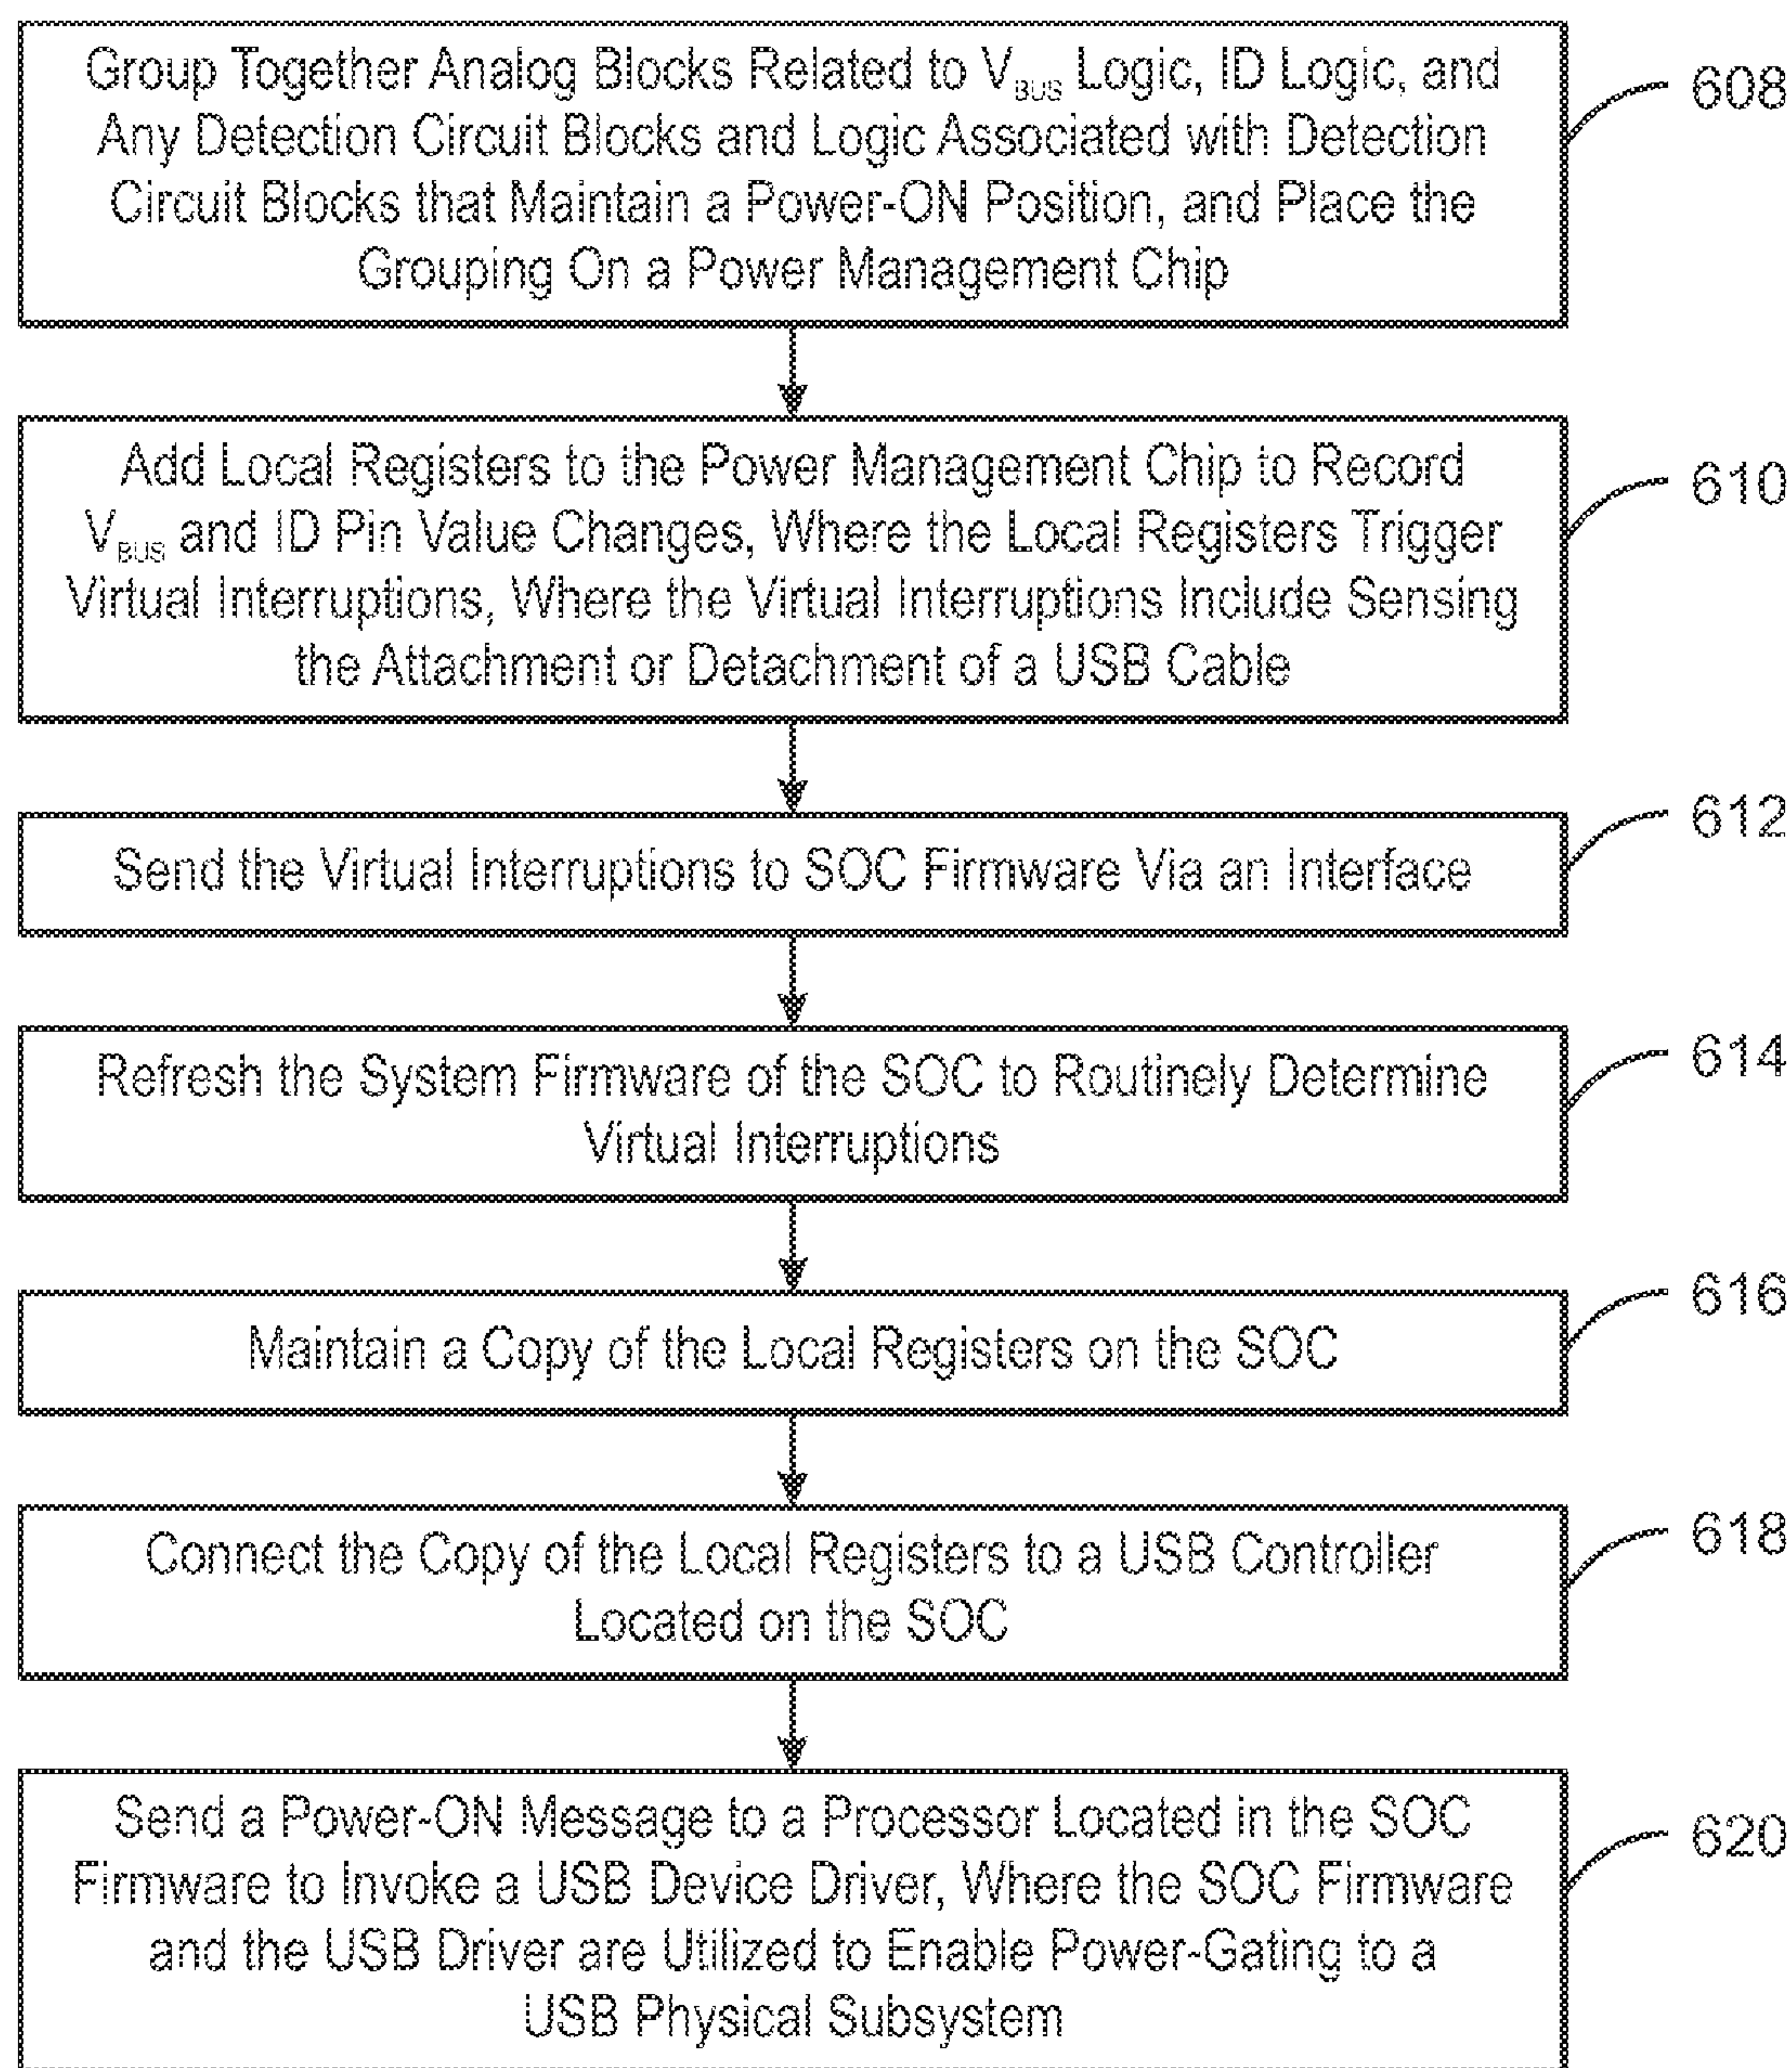 Group Together Analog Blocks Related to VBUS Logic, ID Logic, and
Any Detection Circuit Blocks and Logic Associated with Detection
Circuit Blocks that Maintain a Power-ON Position, and Place the
Grouping On a Power Management Chip
608
Add Local Registers to the Power Management Chip to Record
VBUS and ID Pin Value Changes, Where the Local Registers Trigger
Virtual Interruptions, Where the Virtual Interruptions Include Sensing
the Attachment or Detachment of a USB Cable
610
Send the Virtual Interruptions to SOC Firmware Via an Interface
612
Refresh the System Firmware of the SOC to Routinely Determine
Virtual Interruptions
614
Maintain a Copy of the Local Registers on the SOC
616
Connect the Copy of the Local Registers to a USB Controller
Located on the SOC
618
Send a Power-ON Message to a Processor Located in the SOC
Firmware to Invoke a USB Device Driver, Where the SOC Firmware
and the USB Driver are Utilized to Enable Power-Gating to a
USB Physical Subsystem
620